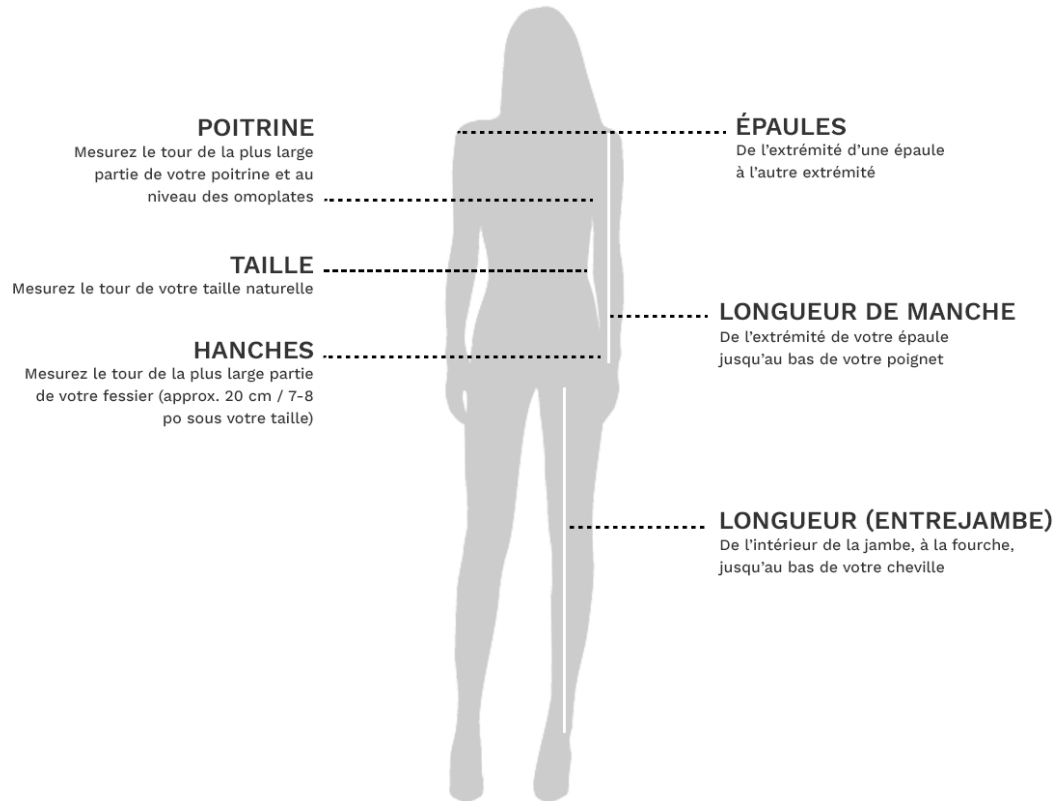 POITRINE
Mesurez le tour de la plus large
partie de votre poitrine et au
niveau des omoplates
TAILLE
Mesurez le tour de votre taille naturelle
HANCHES
Mesurez le tour de la plus large partie
de votre fessier (approx. 20 cm / 7-8
po sous votre taille)
ÉPAULES
De l’extrémité d’une épaule
à l’autre extrémité
LONGUEUR DE MANCHE
De l’extrémité de votre épaule
jusqu’au bas de votre poignet
LONGUEUR (ENTREJAMBE)
De l’intérieur de la jambe, à la fourche,
jusqu’au bas de votre cheville